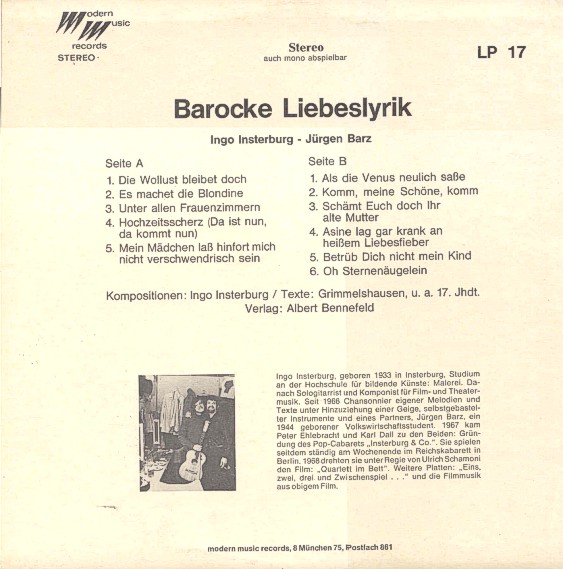 Modern
Music
records
STEREO-
Stereo
auch mono abspielbar
LP 17
Barocke Liebeslyrik
Ingo Insterburg - Jürgen Barz
Seite A
1. Die Wollust bleibet doch
2. Es machet die Blondine
3. Unter allen Frauenzimmern
4. Hochzeitsscherz (Da ist nun,
da kommt nun)
5. Mein Mädchen laß hinfort mich
nicht verschwendrisch sein
Seite B
1. Als die Venus neulich saße
2. Komm, meine Schöne, komm
3. Schämt Euch doch Ihr
alte Mutter
4. Asine lag gar krank an
heißem Liebesfieber
5. Betrüb Dich nicht mein Kind
6. Oh Sternenäugelein
Kompositionen: Ingo Insterburg / Texte: Grimmelshausen, u. a. 17. Jhdt.
Verlag: Albert Bennefeld
Ingo Insterburg, geboren 1933 in Insterburg, Studium
an der Hochschule für bildende Künste: Malerei. Da-
nach Sologitarrist und Komponist für Film- und Theater-
musik. Seit 1966 Chansonnier eigener Melodien und
Texte unter Hinzuziehung einer Geige, selbstgebastel-
ter Instrumente und eines Partners, Jürgen Barz, ein
1944 geborener Volkswirtschaftsstudent. 1967 kam
Peter Ehlebracht und Karl Dall zu den Beiden: Grün-
dung des Pop-Cabarets „Insterburg & Co.". Sie spielen
seitdem ständig am Wochenende im Reichskabarett in
Berlin. 1968 drehten sie unter Regie von Ulrich Schamoni
den Film: „Quartett im Bett". Weitere Platten: „Eins,
zwei, drei und Zwischenspiel . . ." und die Filmmusik
aus obigem Film.
modern music records, 8 München 75, Postfach 861